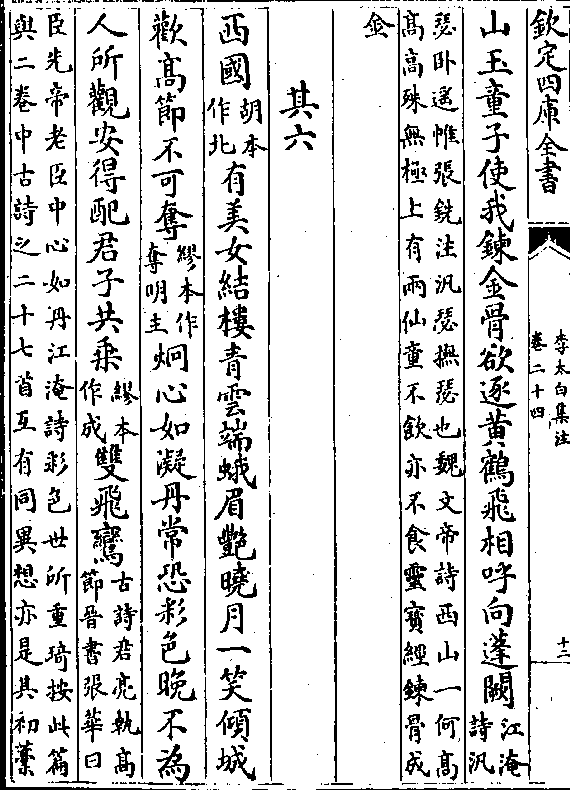 欽定四庫全書
李太白集注
卷二十四
十二
山玉童子使我鍊金骨欲逐黄鶴飛相呼向蓬闕江淹
詩汎
瑟卧遥帷張銑注汎瑟撫瑟也魏文帝詩西山一何高
高高殊無極上有兩仙童不飲亦不食靈寳經鍊骨成
金
其六
西國胡本
作北有美女結樓青雲端蛾眉艷曉月一笑傾城
歡髙節不可奪繆本作
奪明主炯心如凝丹常恐彩色晚不為
人所觀安得配君子共乘繆本
作成雙飛鸞古詩君亮執高
節晉書張華曰
臣先帝老臣中心如丹江淹詩彩色世所重琦按此篇
與二卷中古詩之二十七首互有同異想亦是其初藁